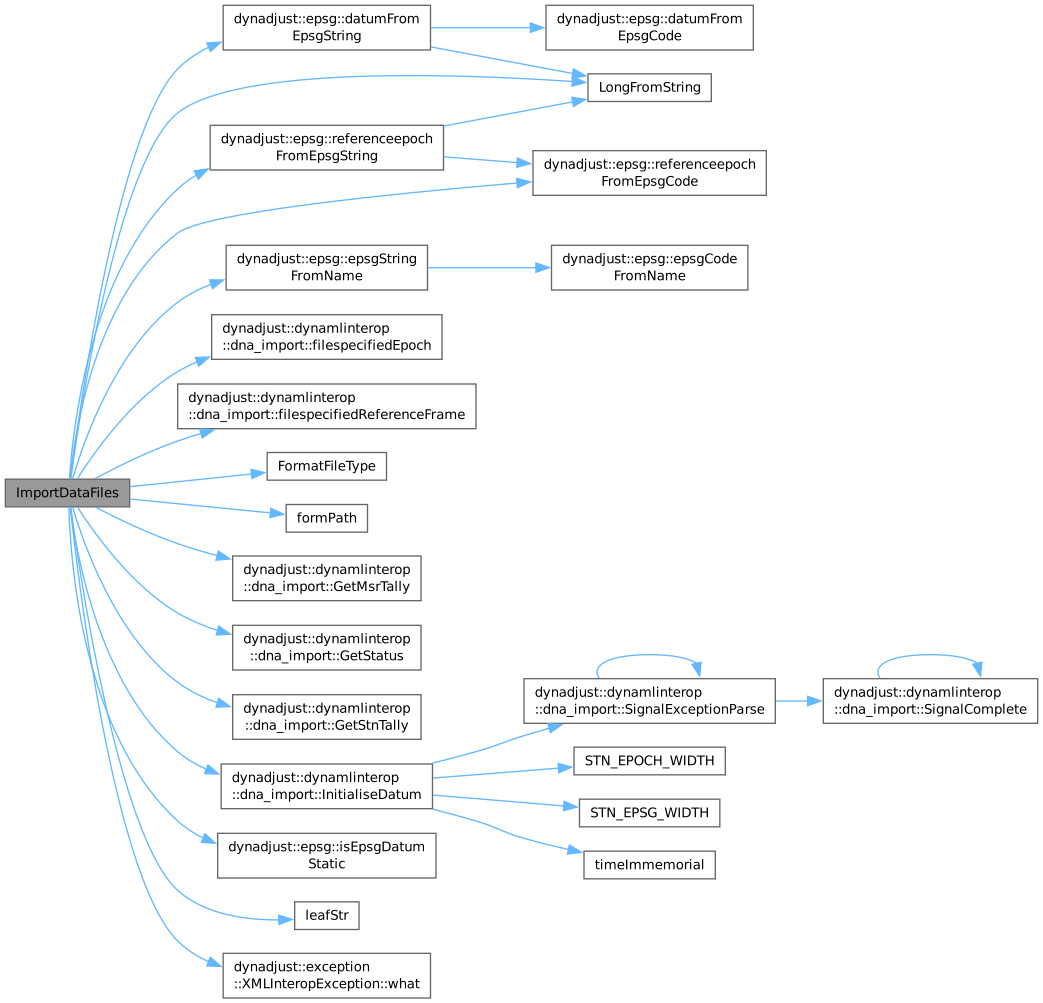 dynadjust::epsg::datumFrom
EpsgString
dynadjust::epsg::datumFrom
EpsgCode
LongFromString
dynadjust::epsg::referenceepoch
FromEpsgString
dynadjust::epsg::referenceepoch
FromEpsgCode
dynadjust::epsg::epsgString
FromName
dynadjust::epsg::epsgCode
FromName
dynadjust::dynamlinterop
::dna_import::filespecifiedEpoch
dynadjust::dynamlinterop
::dna_import::filespecifiedReferenceFrame
FormatFileType
ImportDataFiles
formPath
dynadjust::dynamlinterop
::dna_import::GetMsrTally
dynadjust::dynamlinterop
::dna_import::GetStatus
dynadjust::dynamlinterop
::dna_import::GetStnTally
dynadjust::dynamlinterop
::dna_import::SignalExceptionParse
dynadjust::dynamlinterop
::dna_import::SignalComplete
dynadjust::dynamlinterop
::dna_import::InitialiseDatum
STN_EPOCH_WIDTH
STN_EPSG_WIDTH
timeImmemorial
dynadjust::epsg::isEpsgDatum
Static
leafStr
dynadjust::exception
::XMLInteropException::what